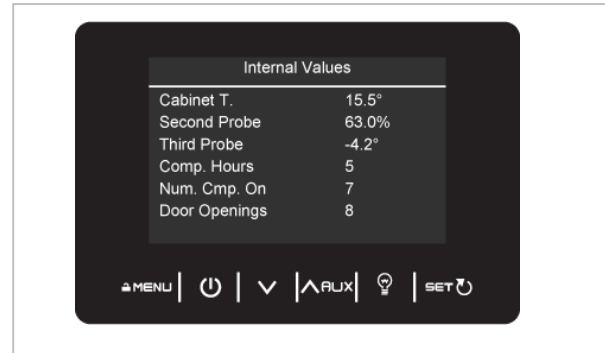 Internal Values
Cabinet T. 15.5°
Second Probe 63.0%
Third Probe -4.2°
Comp. Hours 5
Num. Cmp. On 7
Door Openings 8
MENU AUX SET